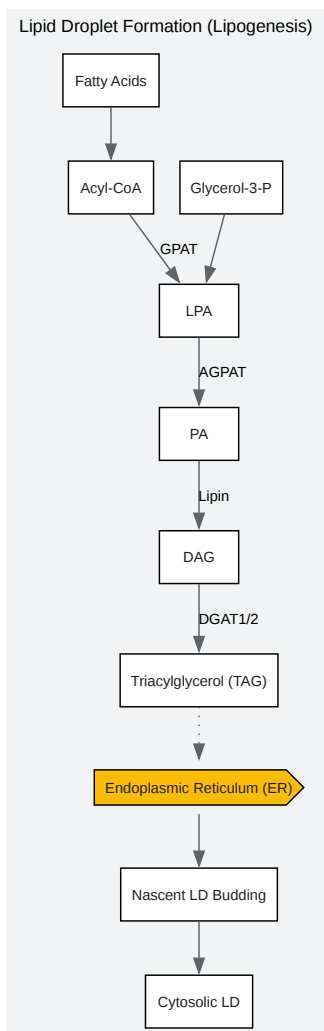 Lipid Droplet Formation (Lipogenesis)
Fatty Acids
Acyl-CoA
Glycerol-3-P
GPAT
LPA
AGPAT
PA
Lipin
DAG
DGAT1/2
Triacylglycerol (TAG)
Endoplasmic Reticulum (ER)
Nascent LD Budding
Cytosolic LD